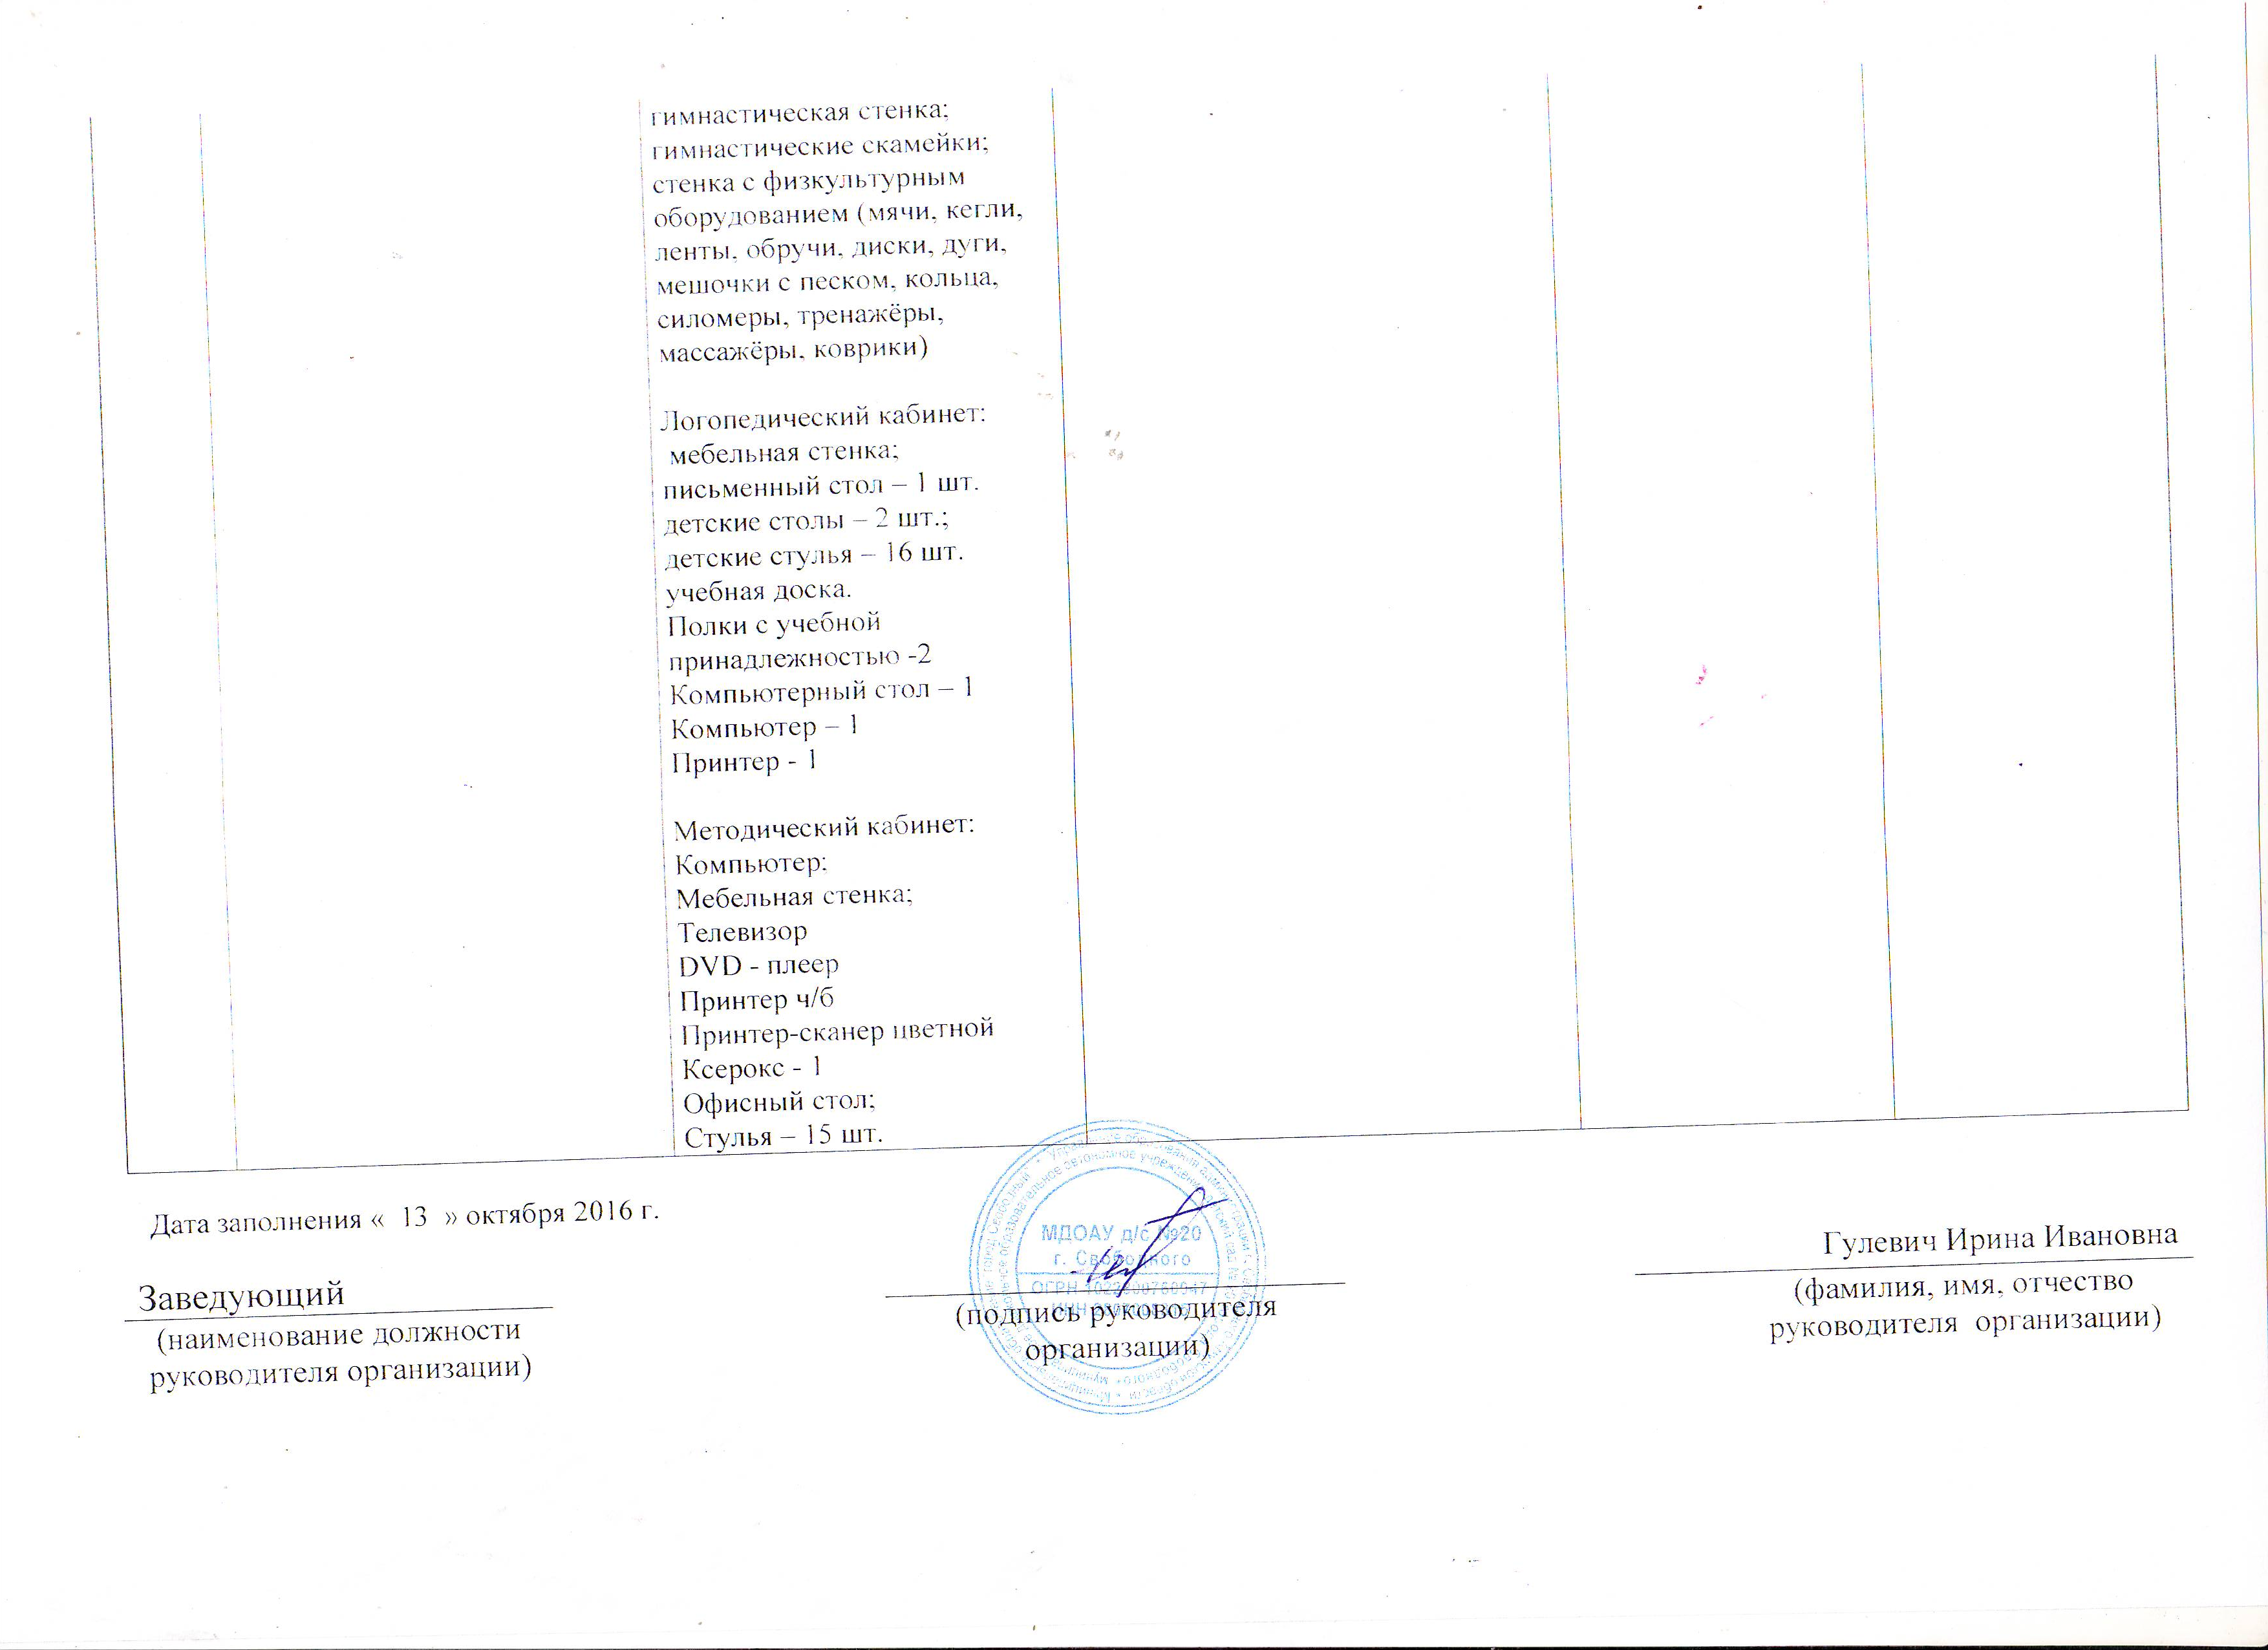 гимнастическая стенка;
гимнастические скамейки;
стенка с физкультурным
оборудованием (мячи, кегли,
ленты, обручи, диски, дуги,
мешочки с песком, кольца,
силомеры, тренажёры,
массажёры, коврики)
Логопедический кабинет:
мебельная стенка;
письменный стол – 1 шт.
детские столы – 2 шт.;
детские стулья – 16 шт.
учебная доска.
Полки с учебной
принадлежностью -2
Компьютерный стол – 1
Компьютер – 1
Принтер - 1
Методический кабинет:
Компьютер:
Мебельная стенка;
Телевизор
DVD - плеер
Принтер ч/б
Принтер-сканер цветной
Ксерокс - 1
Офисный стол;
Стулья – 15 шт.
Дата заполнения « 13 » октября 2016 г.
МДОАУ д/с №20
г. Свободного
ОГРН
ИНН
Заведующий
(наименование должности
руководителя организации)
(подпись руководителя
организации)
Гулевич Ирина Ивановна
(фамилия, имя, отчество
руководителя организации)